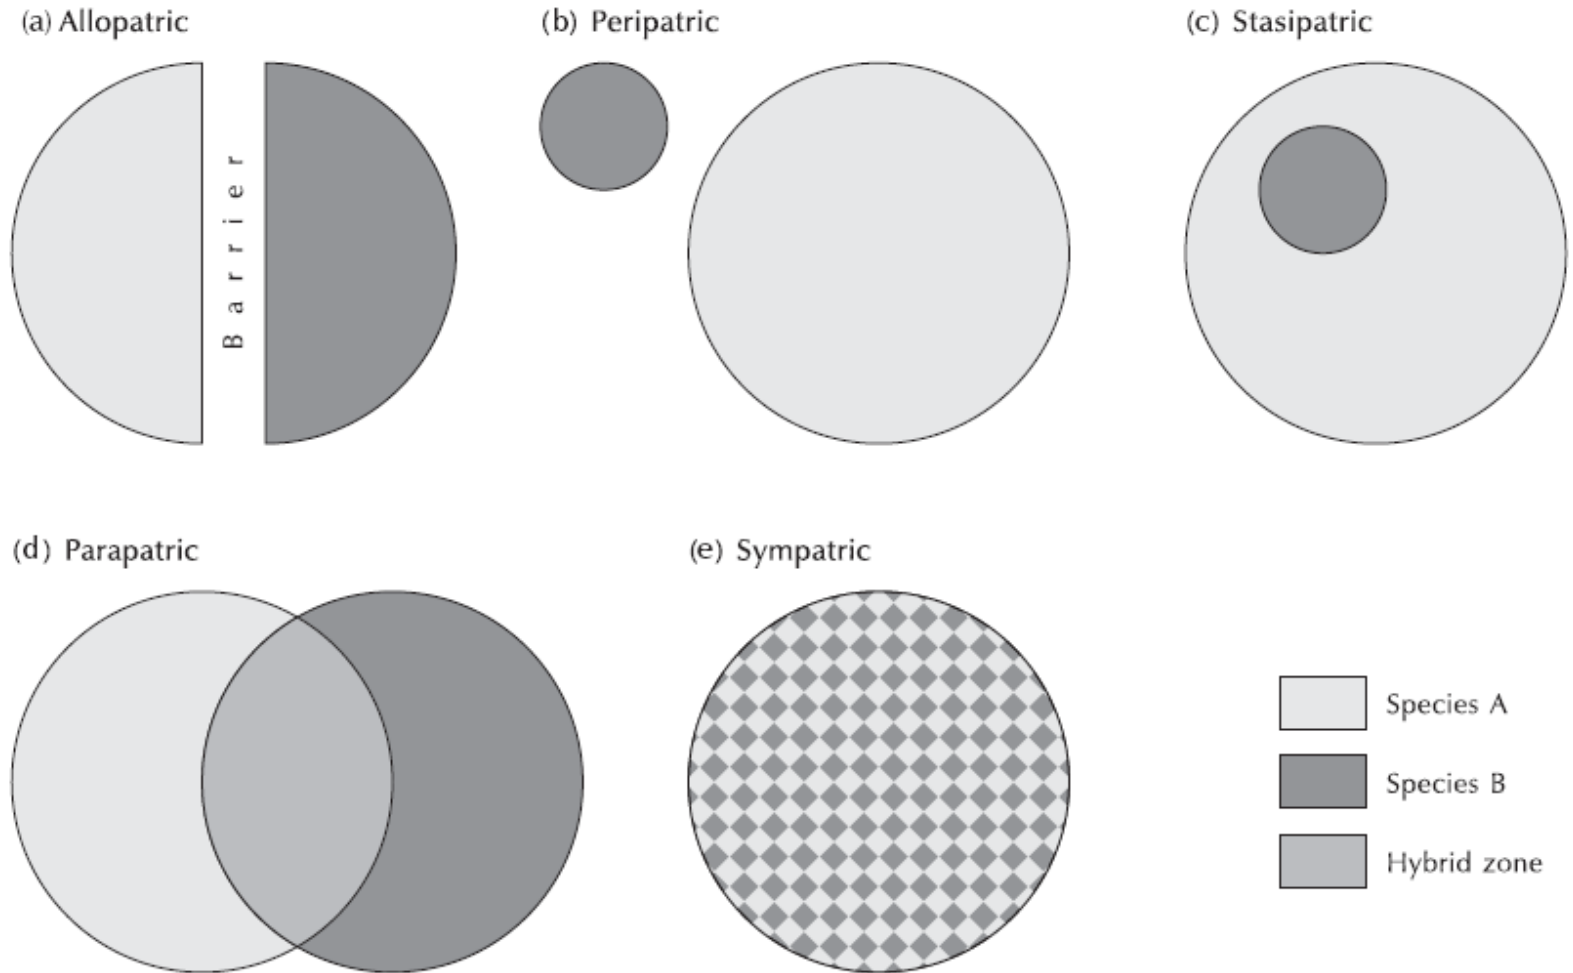 (a) Allopatric
(b) Peripatric
(c) Stasipatric
Barrier
(d) Parapatric
(e) Sympatric
Species A
Species B
Hybrid zone